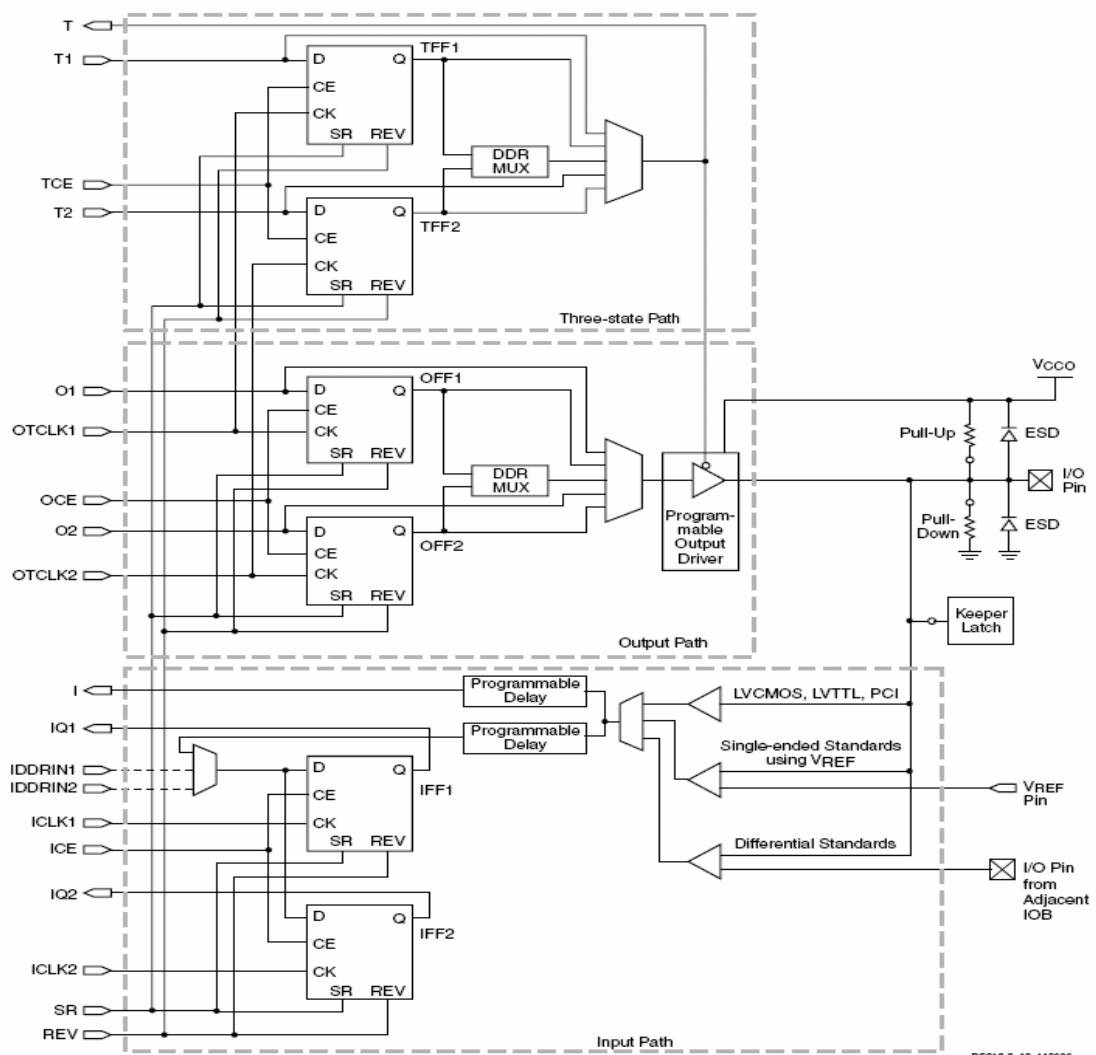 T
T1
D
Q
TFF1
CE
CK
SR
REV
DDR
MUX
TCE
T2
D
Q
TFF2
CE
CK
SR
REV
Three-state Path
O1
D
Q
OFF1
CE
OTCLK1
CK
SR
REV
DDR
MUX
OCE
O2
D
Q
OFF2
CE
OTCLK2
CK
SR
REV
Program-
mable
Output
Driver
Output Path
VCCO
Pull-Up
ESD
I/O
Pin
Pull-
Down
ESD
Keeper
Latch
I
Programmable
Delay
LVCMOS, LVTTL, PCI
IQ1
Programmable
Delay
Single-ended Standards
using VREF
IDDRIN1
IDDRIN2
D
Q
IFF1
CE
VREF
Pin
ICLK1
CK
ICE
SR
REV
Differential Standards
I/O Pin
from
Adjacent
IOB
IQ2
D
Q
IFF2
CE
ICLK2
CK
SR
REV
SR
REV
Input Path